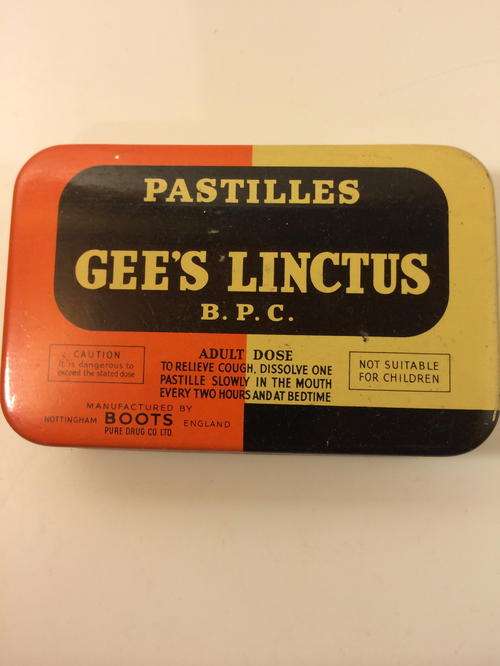 PASTILLES
GEE'S LINCTUS
B. P. C.
CAUTION
It is dangerous to
exceed the stated dose
ADULT DOSE
TO RELIEVE COUGH, DISSOLVE ONE
PASTILLE SLOWLY IN THE MOUTH
EVERY TWO HOURS AND AT BEDTIME
NOT SUITABLE
FOR CHILDREN
MANUFACTURED BY
NOTTINGHAM BOOTS ENGLAND
PURE DRUG CO. LTD.